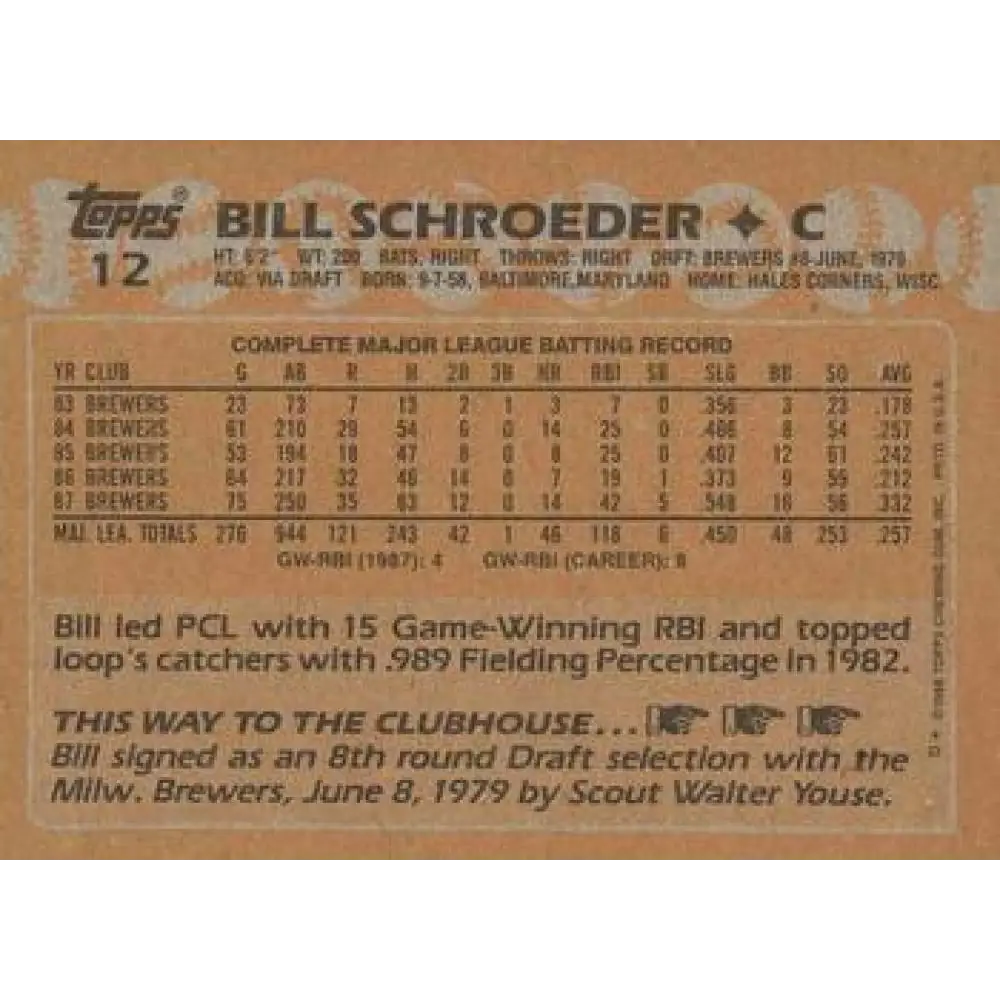 Topps® BILL SCHROEDER ✦ C
12
HT: 6'2" WT: 200 BATS: RIGHT THROWS: RIGHT DRFT: BREWERS #8-JUNE, 1979
ACQ: VIA DRAFT BORN: 9-7-58, BALTIMORE, MARYLAND HOME: HALES CORNERS, WISC.
COMPLETE MAJOR LEAGUE BATTING RECORD
YR CLUB G AB R H 2B 3B HR RBI SB SLG BB SO AVG
83 BREWERS 23 73 7 13 2 1 3 7 0 .356 3 23 .178
84 BREWERS 61 210 29 54 6 0 14 25 0 .486 8 54 .257
85 BREWERS 53 194 18 47 8 0 8 25 0 .407 12 61 .242
86 BREWERS 64 217 32 46 14 0 7 19 1 .373 9 59 .212
87 BREWERS 75 250 35 83 12 0 14 42 5 .548 16 56 .332
MAJ. LEA. TOTALS 276 944 121 243 42 1 46 118 6 .450 48 253 .257
GW-RBI (1987): 4 GW-RBI (CAREER): 8
Bill led PCL with 15 Game-Winning RBI and topped
loop's catchers with .989 Fielding Percentage in 1982.
THIS WAY TO THE CLUBHOUSE...
Bill signed as an 8th round Draft selection with the
Milw. Brewers, June 8, 1979 by Scout Walter Youse.
D* ©1988 TOPPS CHEWING GUM, INC. PRTD. IN U.S.A.